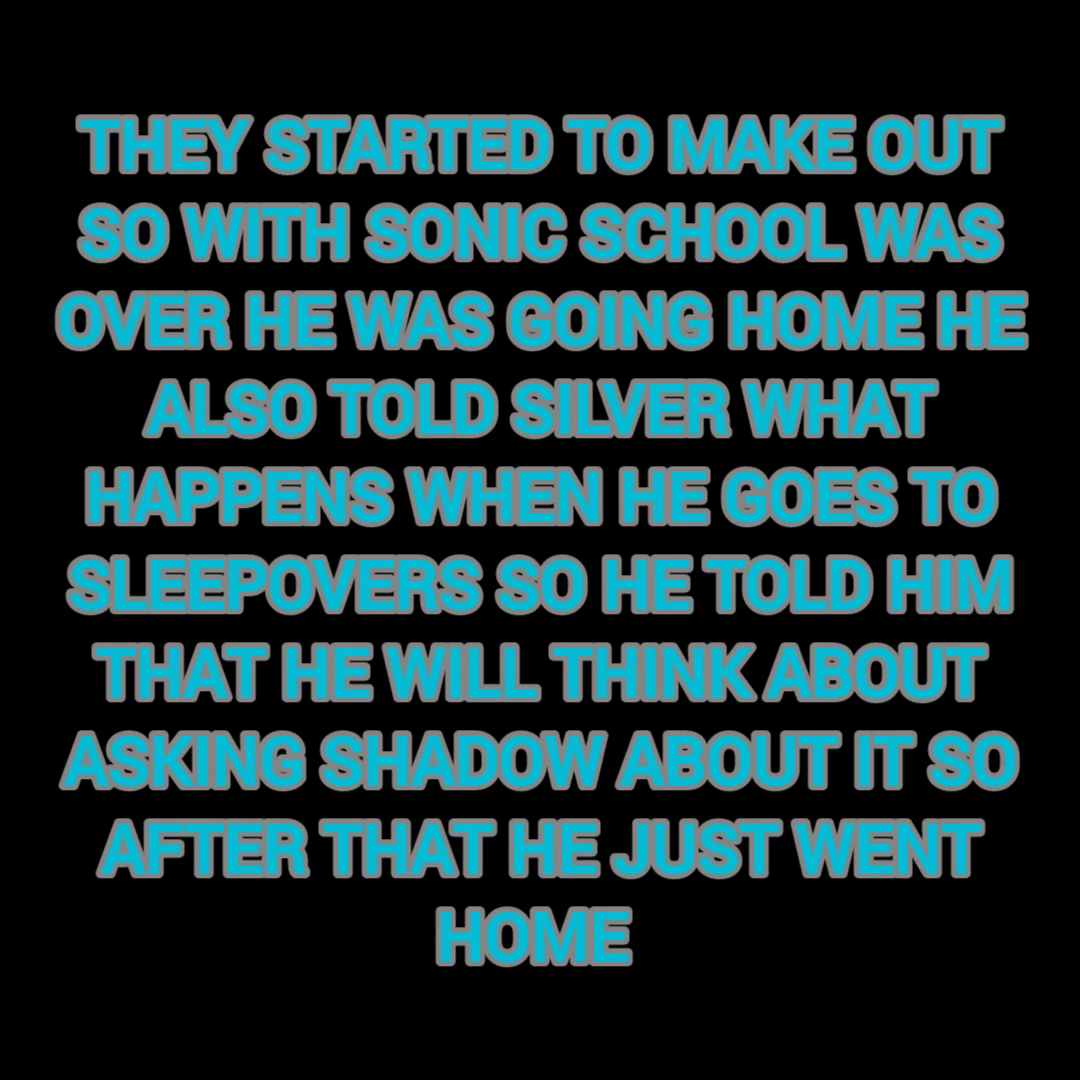 THEY STARTED TO MAKE OUT
SO WITH SONIC SCHOOL WAS
OVER HE WAS GOING HOME HE
ALSO TOLD SILVER WHAT
HAPPENS WHEN HE GOES TO
SLEEPOVERS SO HE TOLD HIM
THAT HE WILL THINK ABOUT
ASKING SHADOW ABOUT IT SO
AFTER THAT HE JUST WENT
HOME